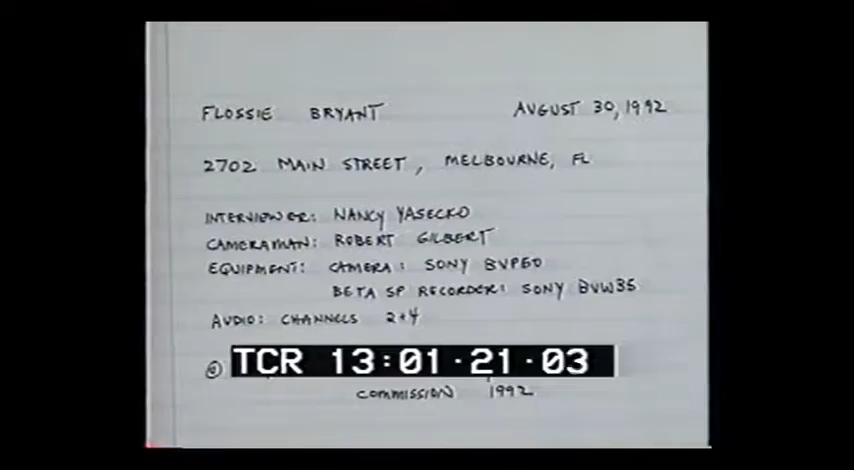 FLOSSIE BRYANT AUGUST 30, 1992
2702 MAIN STREET, MELBOURNE, FL
INTERVIEWER: NANCY YASECKO
CAMERAMAN: ROBERT GILBERT
EQUIPMENT: CAMERA: SONY BVP50
BETA SP RECORDER: SONY BVW35
AUDIO: CHANNELS 2+4
©
TCR 13:01·21·03
COMMISSION 1992